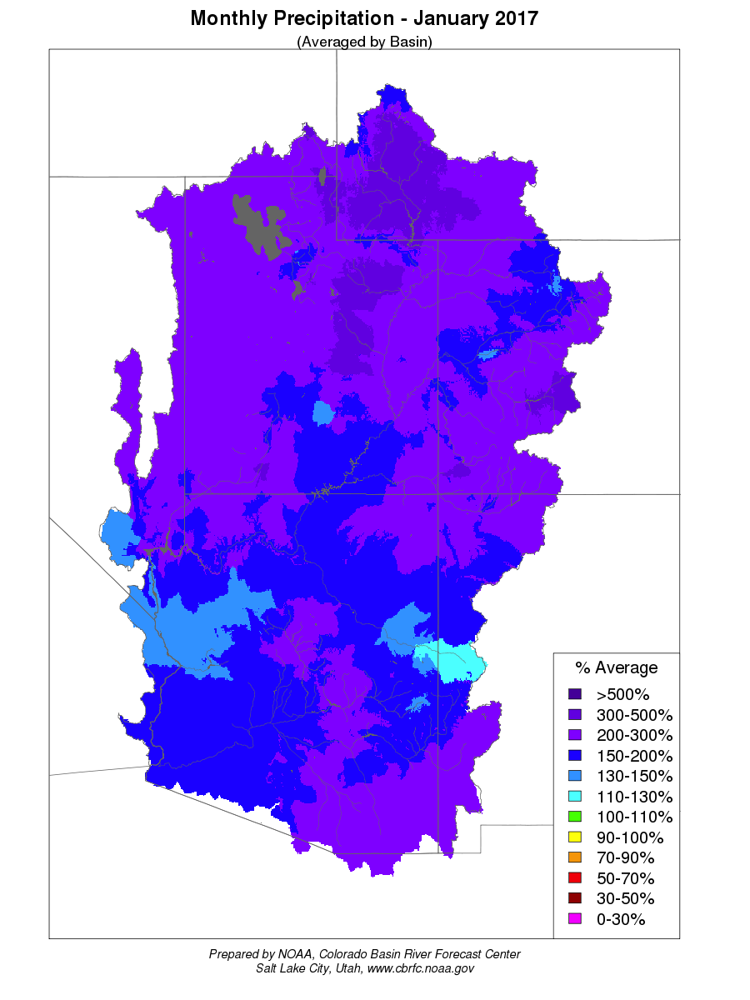 Monthly Precipitation - January 2017
(Averaged by Basin)
% Average
>500%
300-500%
200-300%
150-200%
130-150%
110-130%
100-110%
90-100%
70-90%
50-70%
30-50%
0-30%
Prepared by NOAA, Colorado Basin River Forecast Center
Salt Lake City, Utah, www.cbrfc.noaa.gov